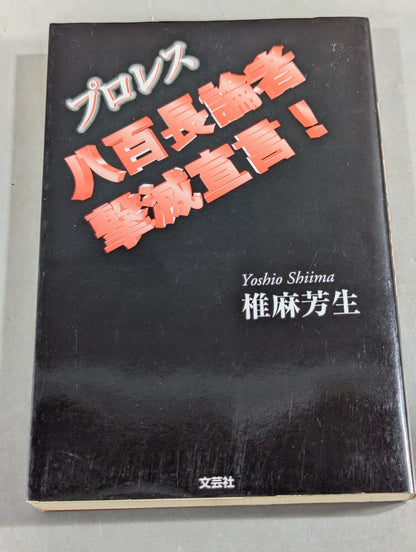 プロレス
八百長論者
撃滅宣言！
Yoshio Shiima
椎麻芳生
文芸社